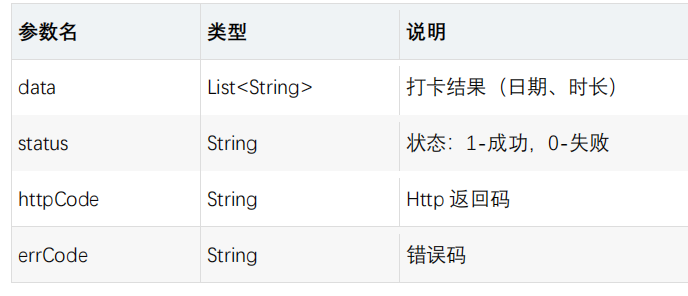 参数名 类型 说明
data List<String> 打卡结果（日期、时长）
status String 状态：1-成功，0-失败
httpCode String Http 返回码
errCode String 错误码